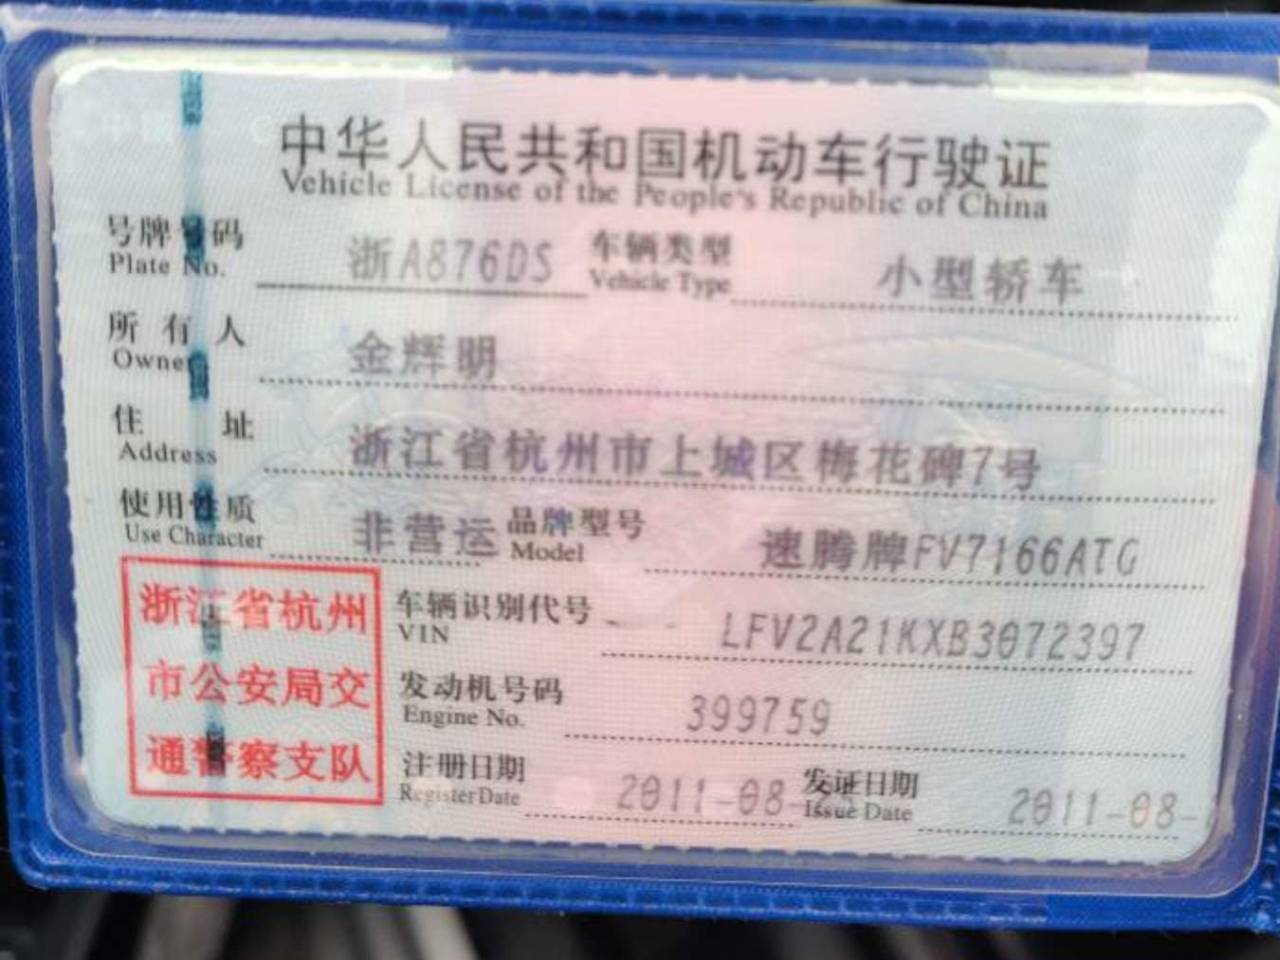 中华人民共和国机动车行驶证
Vehicle License of the People's Republic of China
号牌号码 浙A876DS 车辆类型 小型轿车
Plate No. Vehicle Type
所有人 金辉明
Owner
住址 浙江省杭州市上城区梅花碑7号
Address
使用性质 非营运 品牌型号 速腾牌FV7166ATG
Use Character Model
浙江省杭州
市公安局交
通警察支队
车辆识别代号 LFV2A21KXB3072397
VIN
发动机号码 399759
Engine No.
注册日期 2011-08- 发证日期 2011-08-
Register Date Issue Date